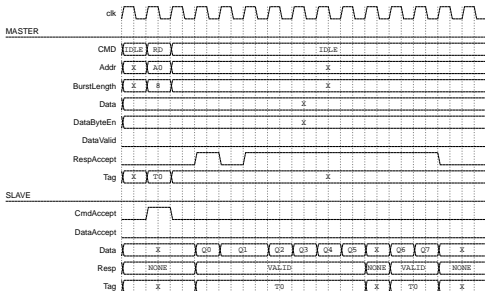 clk
MASTER
CMD IDLE RD IDLE
Addr X A0 X
BurstLength X 8 X
Data X
DataByteEn X
DataValid
RespAccept
Tag X T0 X
SLAVE
CmdAccept
DataAccept
Data X Q0 Q1 Q2 Q3 Q4 Q5 X Q6 Q7 X
Resp NONE VALID NONE VALID NONE
Tag X T0 X T0 X